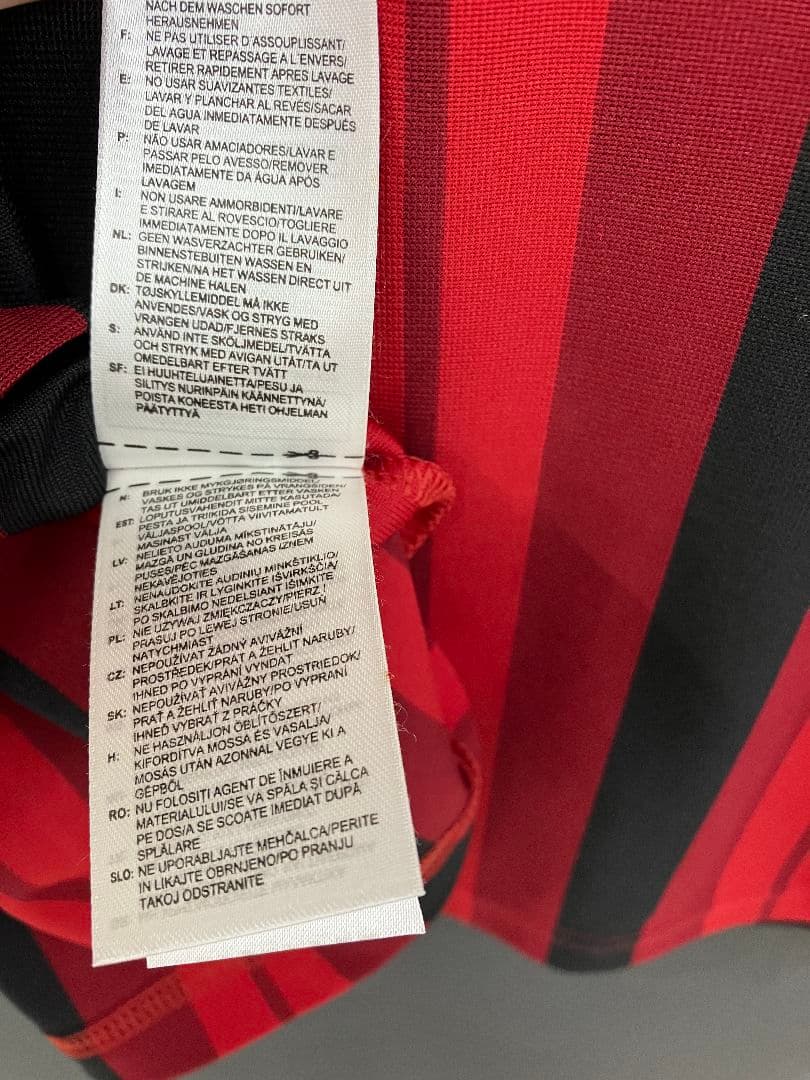 NACH DEM WASCHEN SOFORT
HERAUSNEHMEN
F: NE PAS UTILISER D'ASSOUPLISSANT/
LAVAGE ET REPASSAGE A L'ENVERS/
RETIRER RAPIDEMENT APRES LAVAGE
E: NO USAR SUAVIZANTES TEXTILES/
LAVAR Y PLANCHAR AL REVÉS/SACAR
DEL AGUA INMEDIATAMENTE DESPUÉS
DE LAVAR
P: NÃO USAR AMACIADORES/LAVAR E
PASSAR PELO AVESSO/REMOVER
IMEDIATAMENTE DA ÁGUA APÓS
LAVAGEM
I: NON USARE AMMORBIDENTI/LAVARE
E STIRARE AL ROVESCIO/TOGLIERE
IMMEDIATAMENTE DOPO IL LAVAGGIO
NL: GEEN WASVERZACHTER GEBRUIKEN/
BINNENSTEBUITEN WASSEN EN
STRIJKEN/NA HET WASSEN DIRECT UIT
DE MACHINE HALEN
DK: TØJSKYLLEMIDDEL MÅ IKKE
ANVENDES/VASK OG STRYG MED
VRANGEN UDAD/FJERNES STRAKS
S: ANVÄND INTE SKÖLJMEDEL/TVÄTTA
OCH STRYK MED AVIGAN UTÅT/TA UT
OMEDELBART EFTER TVÄTT
SF: EI HUUHTELUAINETTA/PESU JA
SILITYS NURINPÄIN KÄÄNNETTYNÄ/
POISTA KONEESTA HETI OHJELMAN
PÄÄTYTTYÄ
N: BRUK IKKE MYKGJØRINGSMIDDEL/
VASKES OG STRYKES PÅ VRANGSIDEN/
TAS UT UMIDDELBART ETTER VASKEN
EST: LOPUTUSVAHENDIT MITTE KASUTADA/
PESTA JA TRIIKIDA SISEMINE POOL
VÄLJASPOOL/VÕTTA VIIVITAMATULT
MASINAST VÄLJA
LV: NELIETO AUDUMA MĪKSTINĀTĀJU/
MAZGĀ UN GLUDINA NO KREISĀS
PUSES/PĒC MAZGĀŠANAS IZŅEM
NEKAVĒJOTIES
LT: NENAUDOKITE AUDINIŲ MINKŠTIKLIO/
SKALBKITE IR LYGINKITE IŠVIRKŠČIĄ/
PO SKALBIMO NEDELSIANT IŠIMKITE
PL: NIE UŻYWAJ ZMIĘKCZACZY/PIERZ I
PRASUJ PO LEWEJ STRONIE/USUŃ
NATYCHMIAST
CZ: NEPOUŽÍVAT ŽÁDNÝ AVIVÁŽNÍ
PROSTŘEDEK/PRAT A ŽEHLIT NARUBY/
IHNED PO VYPRANÍ VYNDAT
SK: NEPOUŽÍVAŤ AVIVÁŽNY PROSTRIEDOK/
PRAŤ A ŽEHLIŤ NARUBY/PO VYPRANÍ
IHNEĎ VYBRAŤ Z PRÁČKY
H: NE HASZNÁLJON ÖBLÍTŐSZERT/
KIFORDÍTVA MOSSA ÉS VASALJA/
MOSÁS UTÁN AZONNAL VEGYE KI A
GÉPBŐL
RO: NU FOLOSIȚI AGENT DE ÎNMUIERE A
MATERIALULUI/SE VA SPĂLA ȘI CĂLCA
PE DOS/A SE SCOATE IMEDIAT DUPĂ
SPĂLARE
SLO: NE UPORABLJAJTE MEHČALCA/PERITE
IN LIKAJTE OBRNJENO/PO PRANJU
TAKOJ ODSTRANITE